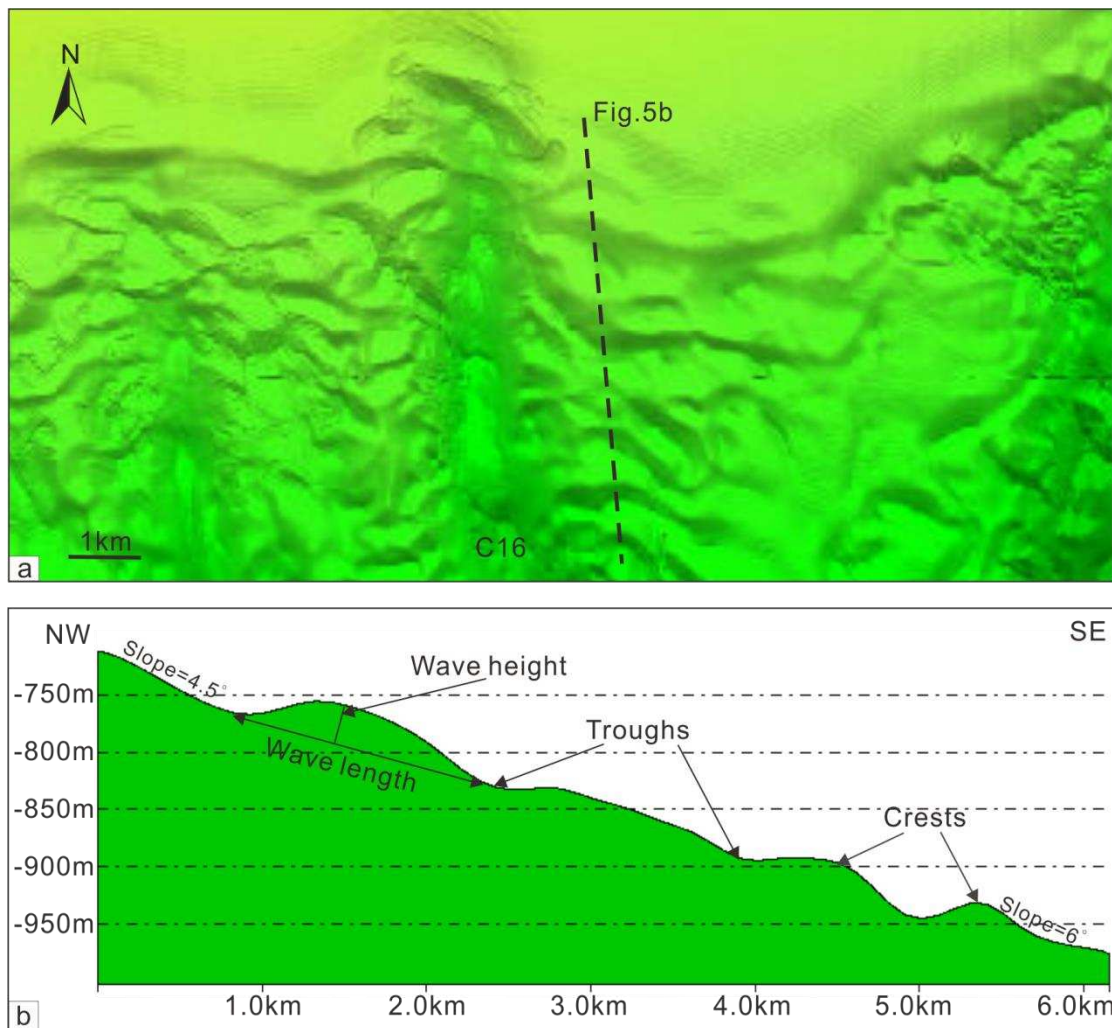 N
Fig.5b
1km
C16
a
NW
SE
Slope=4.5°
Wave height
-750m
Troughs
-800m
Wave length
-850m
Crests
-900m
Slope=6°
-950m
b
1.0km 2.0km 3.0km 4.0km 5.0km 6.0km